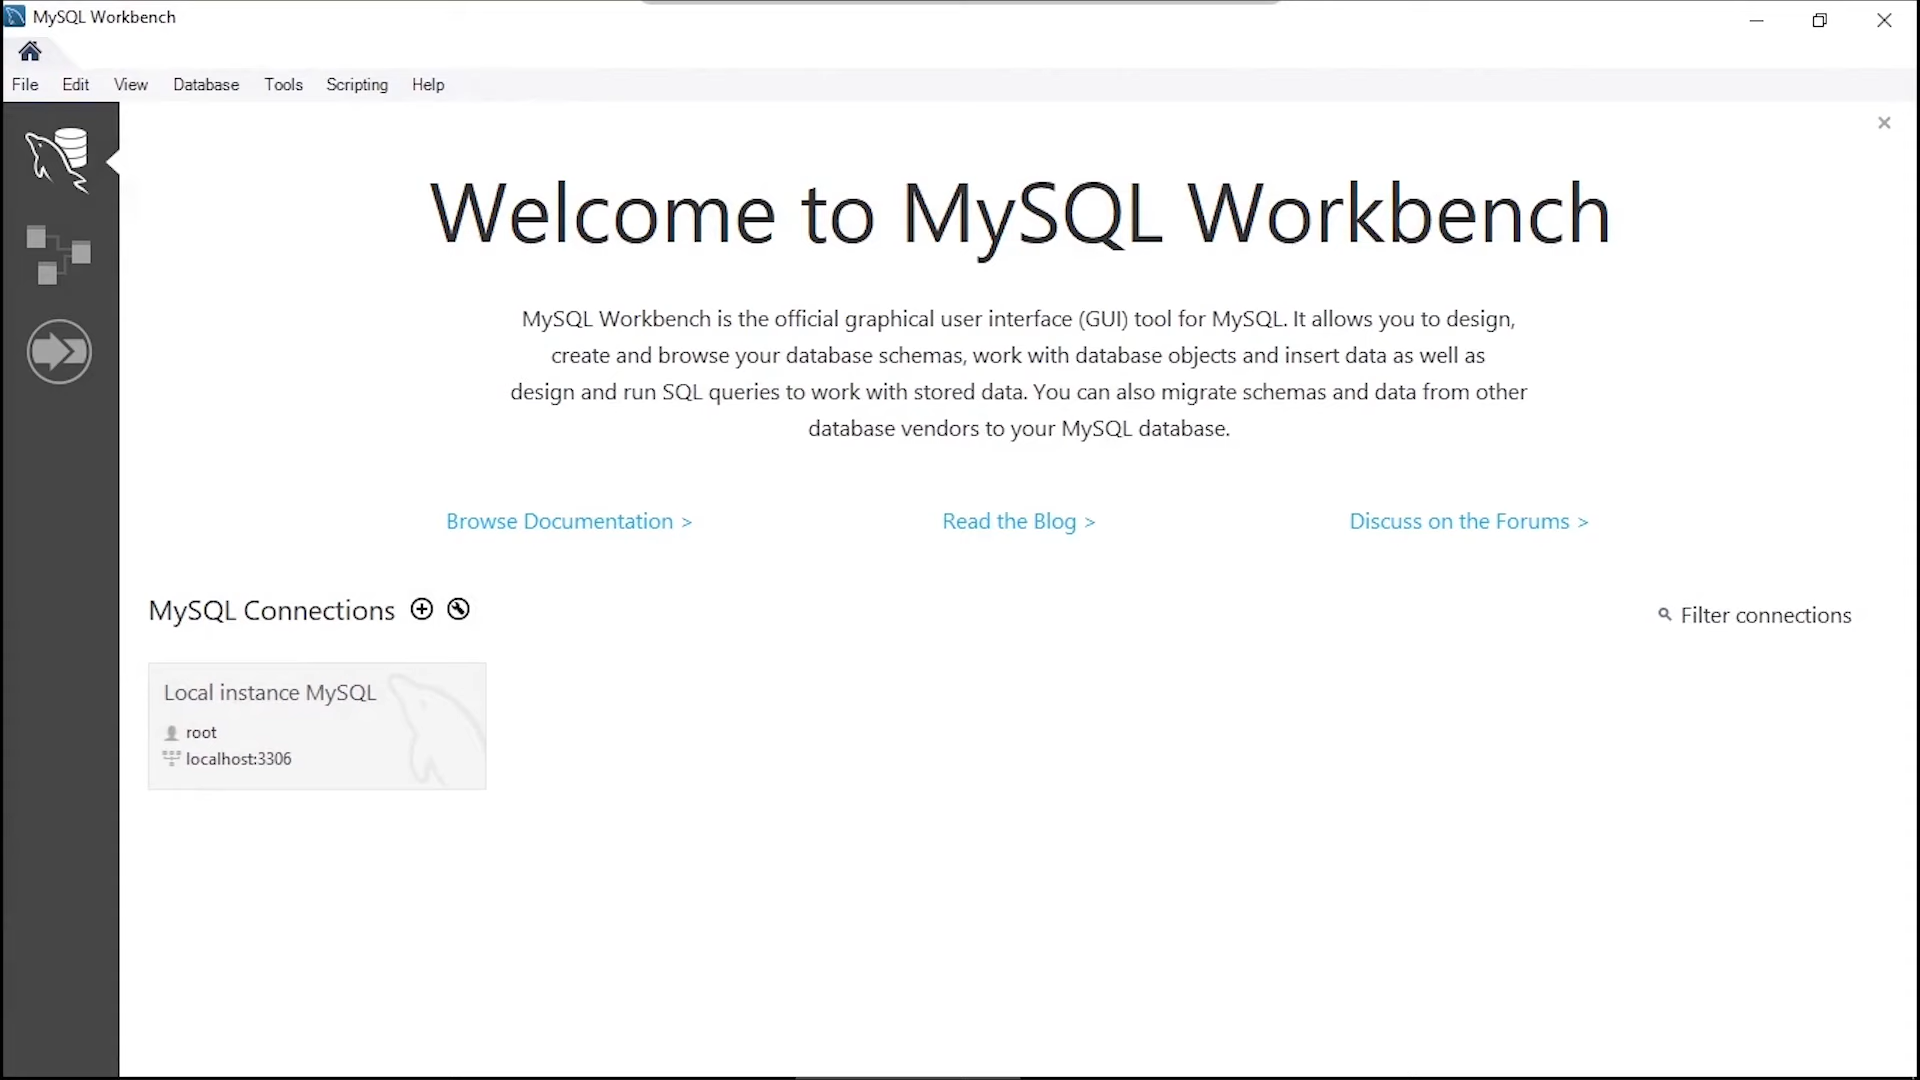 MySQL Workbench
File Edit View Database Tools Scripting Help
Welcome to MySQL Workbench
MySQL Workbench is the official graphical user interface (GUI) tool for MySQL. It allows you to design,
create and browse your database schemas, work with database objects and insert data as well as
design and run SQL queries to work with stored data. You can also migrate schemas and data from other
database vendors to your MySQL database.
Browse Documentation > Read the Blog > Discuss on the Forums >
MySQL Connections
Filter connections
Local instance MySQL
root
localhost:3306